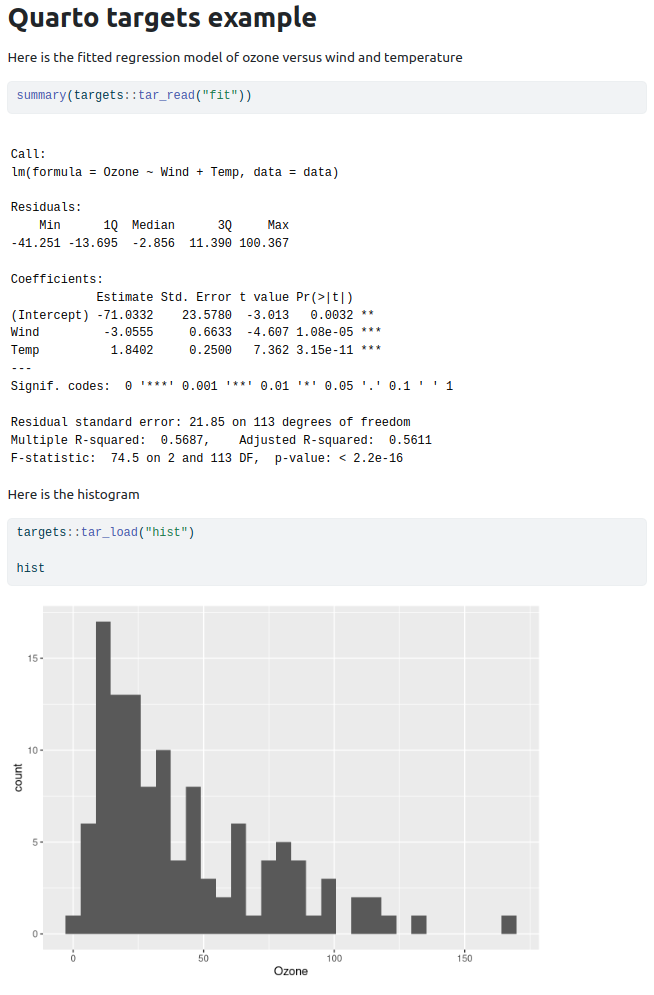 Quarto targets example
Here is the fitted regression model of ozone versus wind and temperature
summary(targets::tar_read("fit"))
Call:
lm(formula = Ozone ~ Wind + Temp, data = data)
Residuals:
    Min      1Q  Median      3Q     Max
-41.251 -13.695  -2.856  11.390 100.367
Coefficients:
            Estimate Std. Error t value Pr(>|t|)
(Intercept) -71.0332    23.5780  -3.013   0.0032 **
Wind         -3.0555     0.6633  -4.607 1.08e-05 ***
Temp          1.8402     0.2500   7.362 3.15e-11 ***
---
Signif. codes:  0 '***' 0.001 '**' 0.01 '*' 0.05 '.' 0.1 ' ' 1
Residual standard error: 21.85 on 113 degrees of freedom
Multiple R-squared:  0.5687,    Adjusted R-squared:  0.5611
F-statistic:  74.5 on 2 and 113 DF,  p-value: < 2.2e-16
Here is the histogram
targets::tar_load("hist")
hist
15
10
5
0
count
0 50 100 150
Ozone